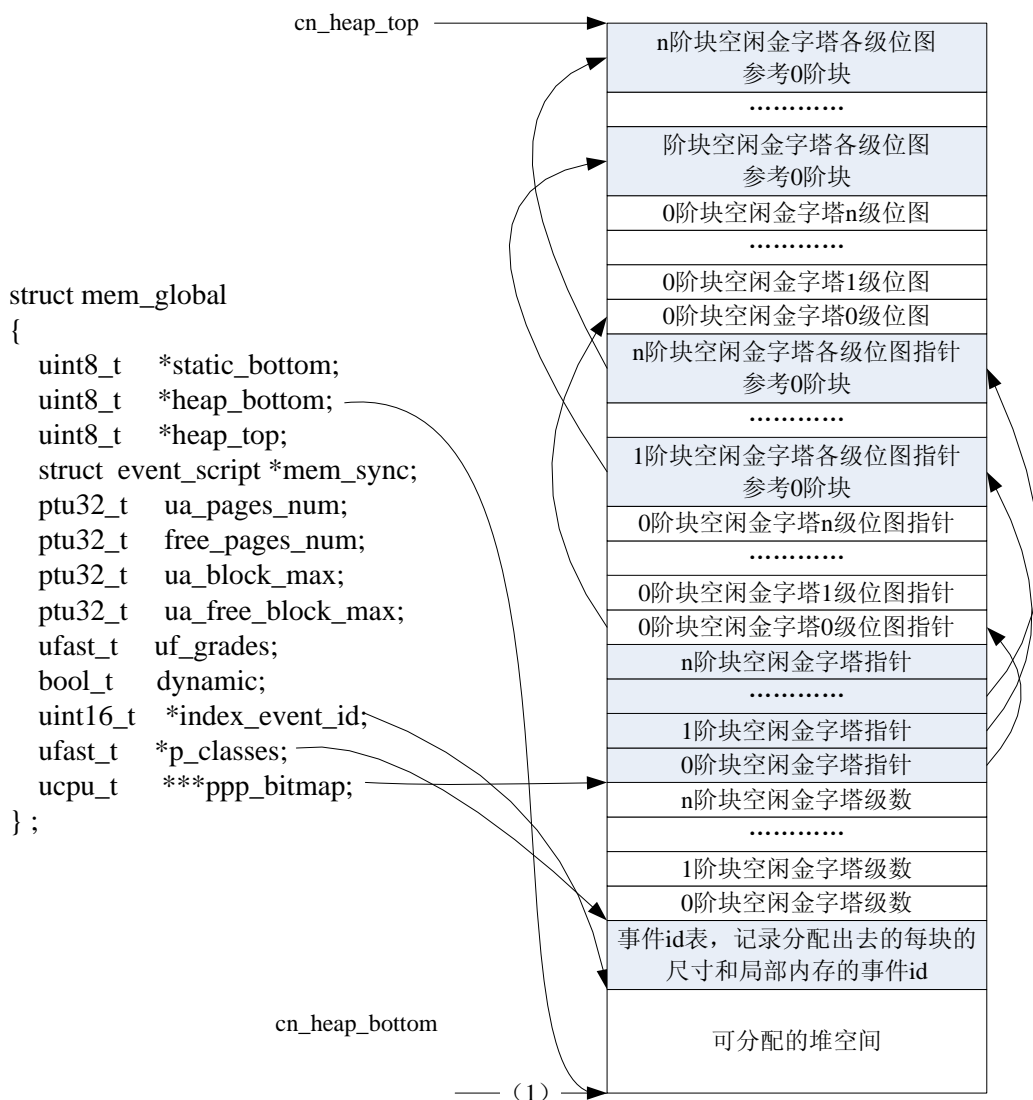 cn_heap_top
n阶块空闲金字塔各级位图
参考0阶块
…………
阶块空闲金字塔各级位图
参考0阶块
0阶块空闲金字塔n级位图
…………
0阶块空闲金字塔1级位图
0阶块空闲金字塔0级位图
n阶块空闲金字塔各级位图指针
参考0阶块
…………
1阶块空闲金字塔各级位图指针
参考0阶块
0阶块空闲金字塔n级位图指针
…………
0阶块空闲金字塔1级位图指针
0阶块空闲金字塔0级位图指针
n阶块空闲金字塔指针
…………
1阶块空闲金字塔指针
0阶块空闲金字塔指针
n阶块空闲金字塔级数
…………
1阶块空闲金字塔级数
0阶块空闲金字塔级数
事件id表，记录分配出去的每块的
尺寸和局部内存的事件id
可分配的堆空间
struct mem_global
{
uint8_t *static_bottom;
uint8_t *heap_bottom;
uint8_t *heap_top;
struct event_script *mem_sync;
ptu32_t ua_pages_num;
ptu32_t free_pages_num;
ptu32_t ua_block_max;
ptu32_t ua_free_block_max;
ufast_t uf_grades;
bool_t dynamic;
uint16_t *index_event_id;
ufast_t *p_classes;
ucpu_t ***ppp_bitmap;
} ;
cn_heap_bottom
（1）